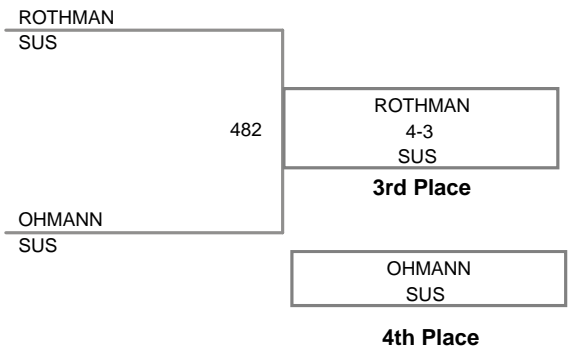 ROTHMAN
SUS
482
ROTHMAN
4-3
SUS
3rd Place
OHMANN
SUS
OHMANN
SUS
4th Place